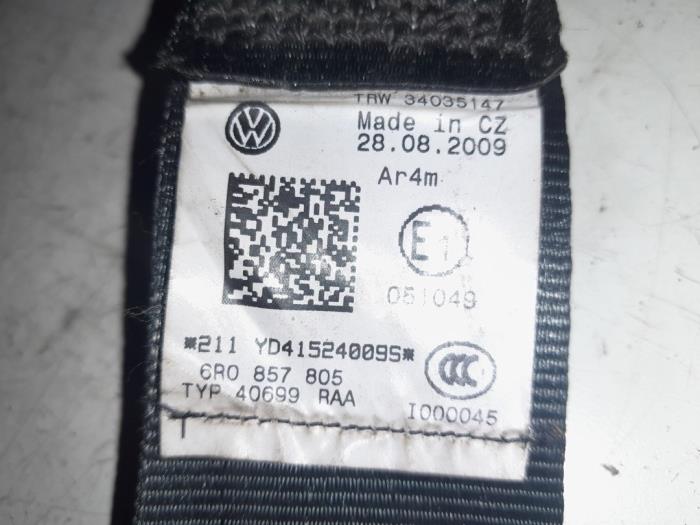 TRW 34035147
Made in CZ
28.08.2009
Ar4m
E1
051049
*211 YD41524009S*
6R0 857 805
TYP 40699 RAA
CCC
I000045